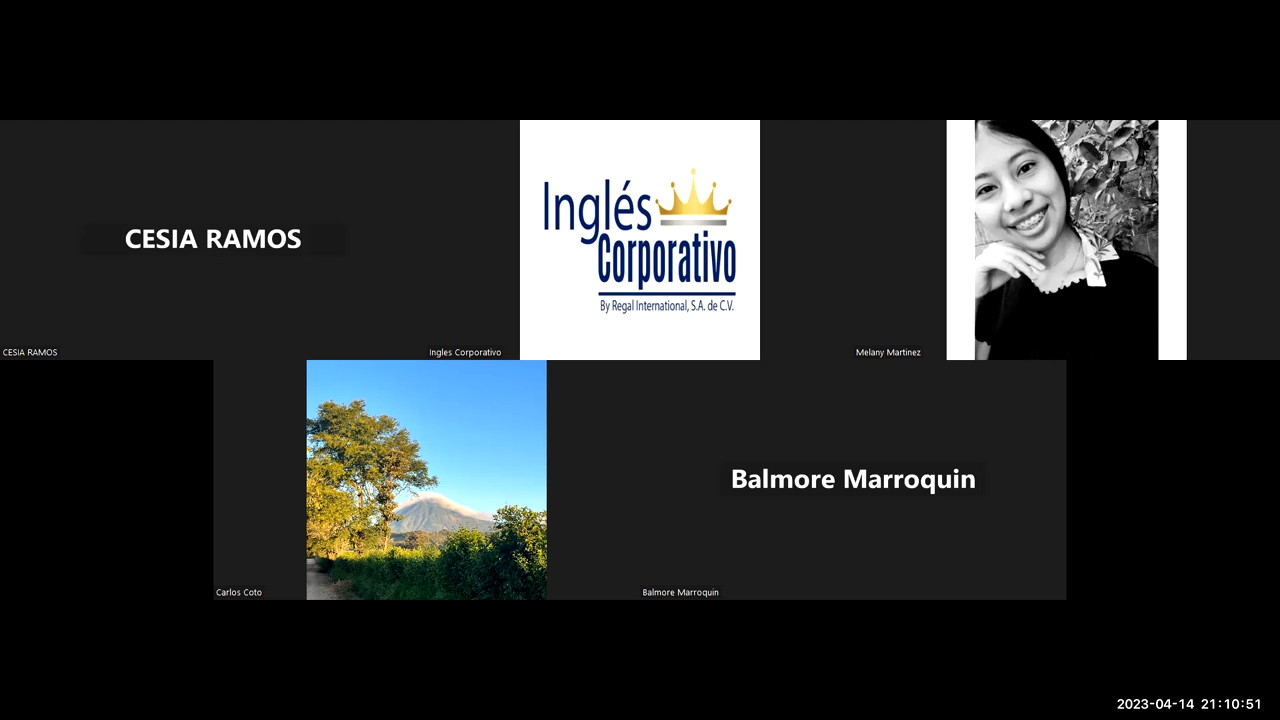 CESIA RAMOS
CESIA RAMOS
Inglés
Corporativo
By Regal International, S.A. de C.V.
Ingles Corporativo
Melany Martinez
Carlos Coto
Balmore Marroquin
Balmore Marroquin
2023-04-14 21:10:51